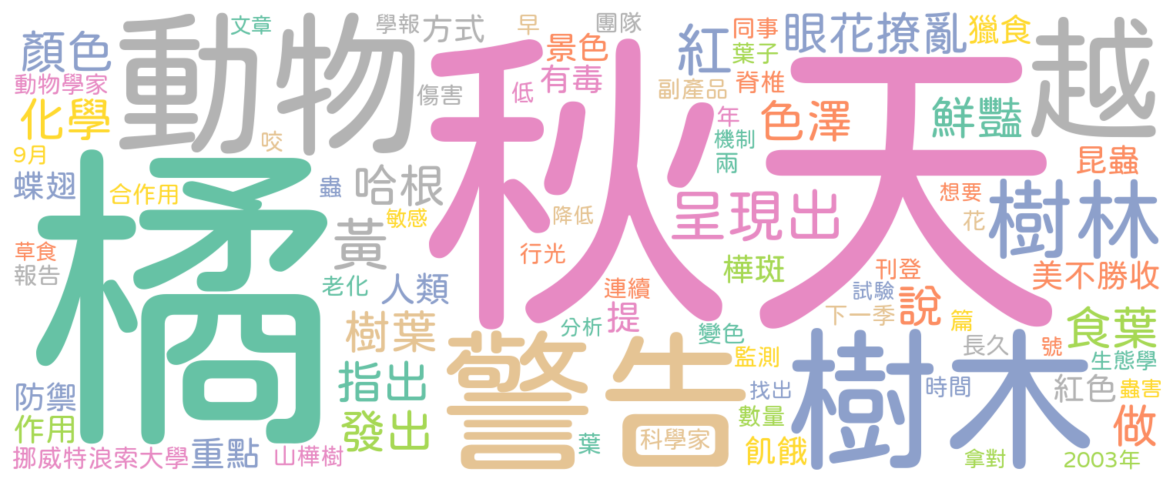 秋天
橘
動物
越
警告
樹木
樹林
顏色
文章
學報
方式
早
團隊
景色
同事
葉子
紅
眼花撩亂
獵食
動物學家
化學
傷害
低
有毒
副產品
脊椎
年
機制
兩
色澤
鮮豔
9月
咬
蝶翅
合作用
蟲
哈根
敏感
降低
呈現出
想要
花
昆蟲
草食
報告
黃
老化
人類
行光
連續
樺斑
刊登
試驗
美不勝收
樹葉
分析
提
變色
下一季
說
篇
食葉
防禦
指出
監測
長久
號
生態學
作用
發出
找出
時間
紅色
蟲害
做
挪威特浪索大學
重點
山樺樹
葉
科學家
數量
飢餓
拿對
2003年